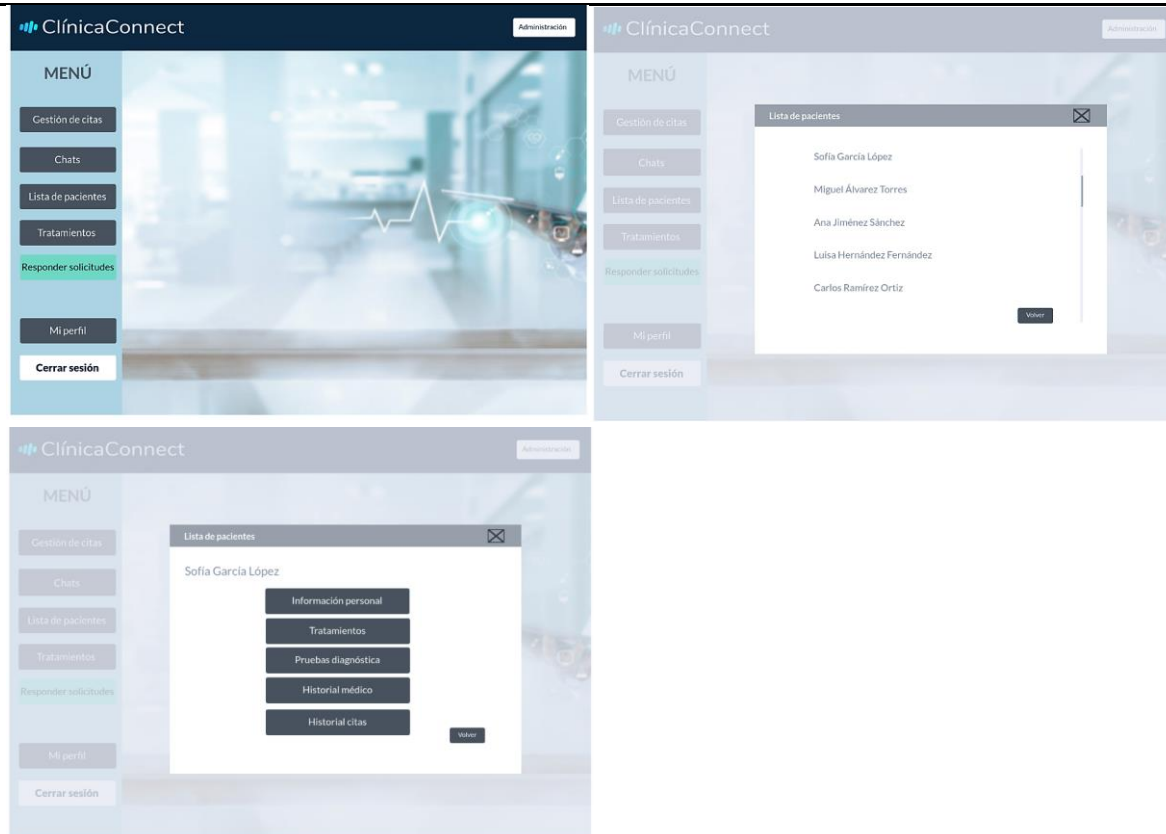 ClínicaConnect
Administración
MENÚ
Gestión de citas
Chats
Lista de pacientes
Tratamientos
Responder solicitudes
Mi perfil
Cerrar sesión
ClínicaConnect
Administración
MENÚ
Gestión de citas
Chats
Lista de pacientes
Tratamientos
Responder solicitudes
Mi perfil
Cerrar sesión
Lista de pacientes
Sofía García López
Miguel Álvarez Torres
Ana Jiménez Sánchez
Luisa Hernández Fernández
Carlos Ramírez Ortiz
Volver
ClínicaConnect
Administración
MENÚ
Gestión de citas
Chats
Lista de pacientes
Tratamientos
Responder solicitudes
Mi perfil
Cerrar sesión
Lista de pacientes
Sofía García López
Información personal
Tratamientos
Pruebas diagnóstica
Historial médico
Historial citas
Volver